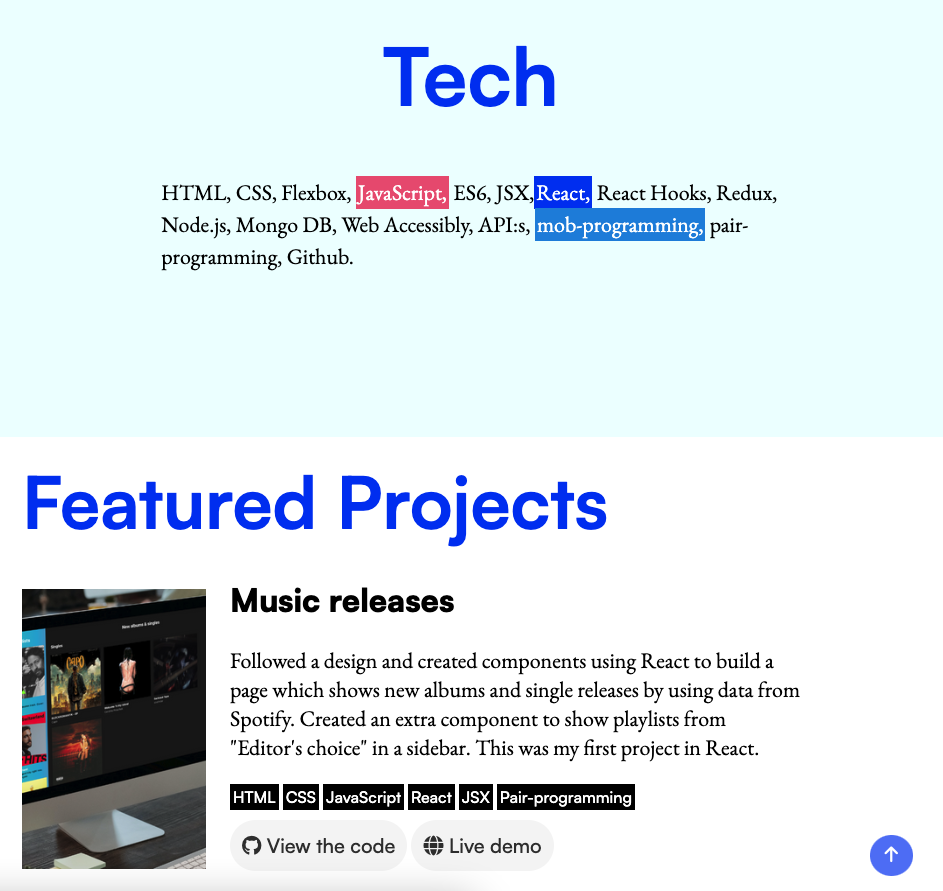 Tech
HTML, CSS, Flexbox, JavaScript, ES6, JSX,React, React Hooks, Redux,
Node.js, Mongo DB, Web Accessibly, API:s, mob-programming, pair-
programming, Github.
Featured Projects
New albums & singles
Singles
Music releases
Followed a design and created components using React to build a
page which shows new albums and single releases by using data from
Spotify. Created an extra component to show playlists from
"Editor's choice" in a sidebar. This was my first project in React.
HTML CSS JavaScript React JSX Pair-programming
View the code Live demo